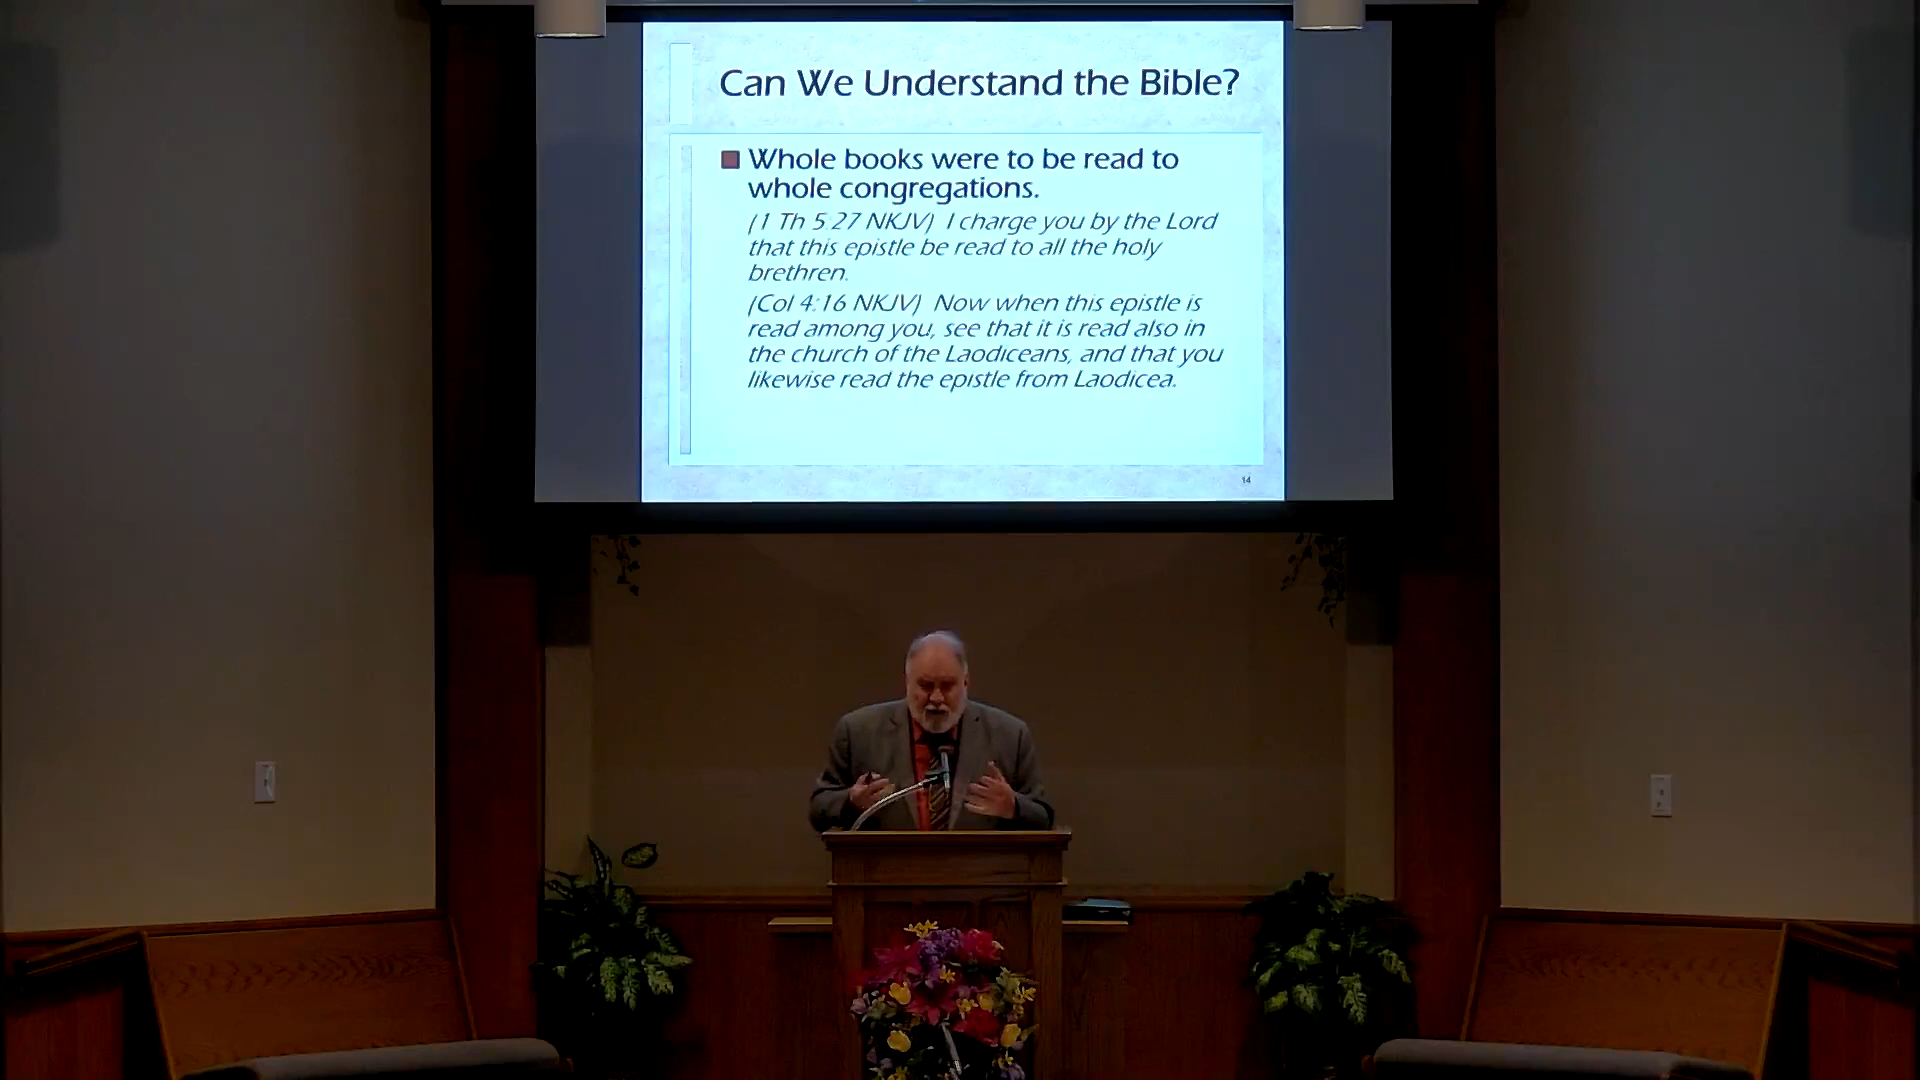 Can We Understand the Bible?
Whole books were to be read to
whole congregations.
(1 Th 5:27 NKJV) I charge you by the Lord
that this epistle be read to all the holy
brethren.
(Col 4:16 NKJV) Now when this epistle is
read among you, see that it is read also in
the church of the Laodiceans, and that you
likewise read the epistle from Laodicea.
14